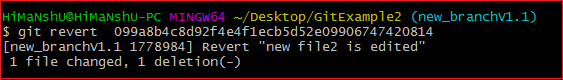 HiMaNshU@HiMaNshU-PC MINGW64 ~/Desktop/GitExample2 (new_branchv1.1)
$ git revert  099a8b4c8d92f4e4f1ecb5d52e09906747420814
[new_branchV1.1 1778984] Revert "new file2 is edited"
 1 file changed, 1 deletion(-)